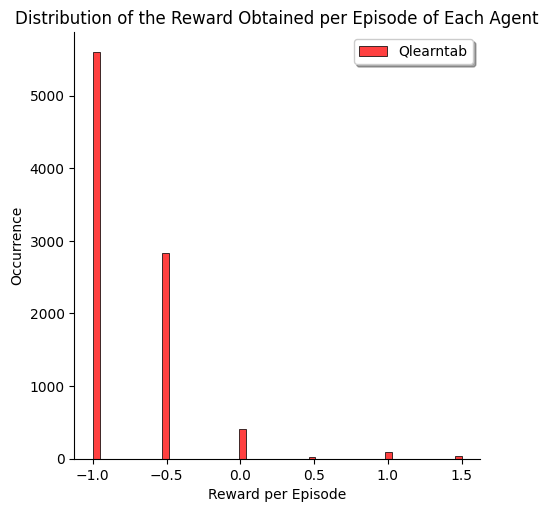 Distribution of the Reward Obtained per Episode of Each Agent
Qlearntab
5000
4000
3000
2000
1000
0
Occurrence
−1.0 −0.5 0.0 0.5 1.0 1.5
Reward per Episode